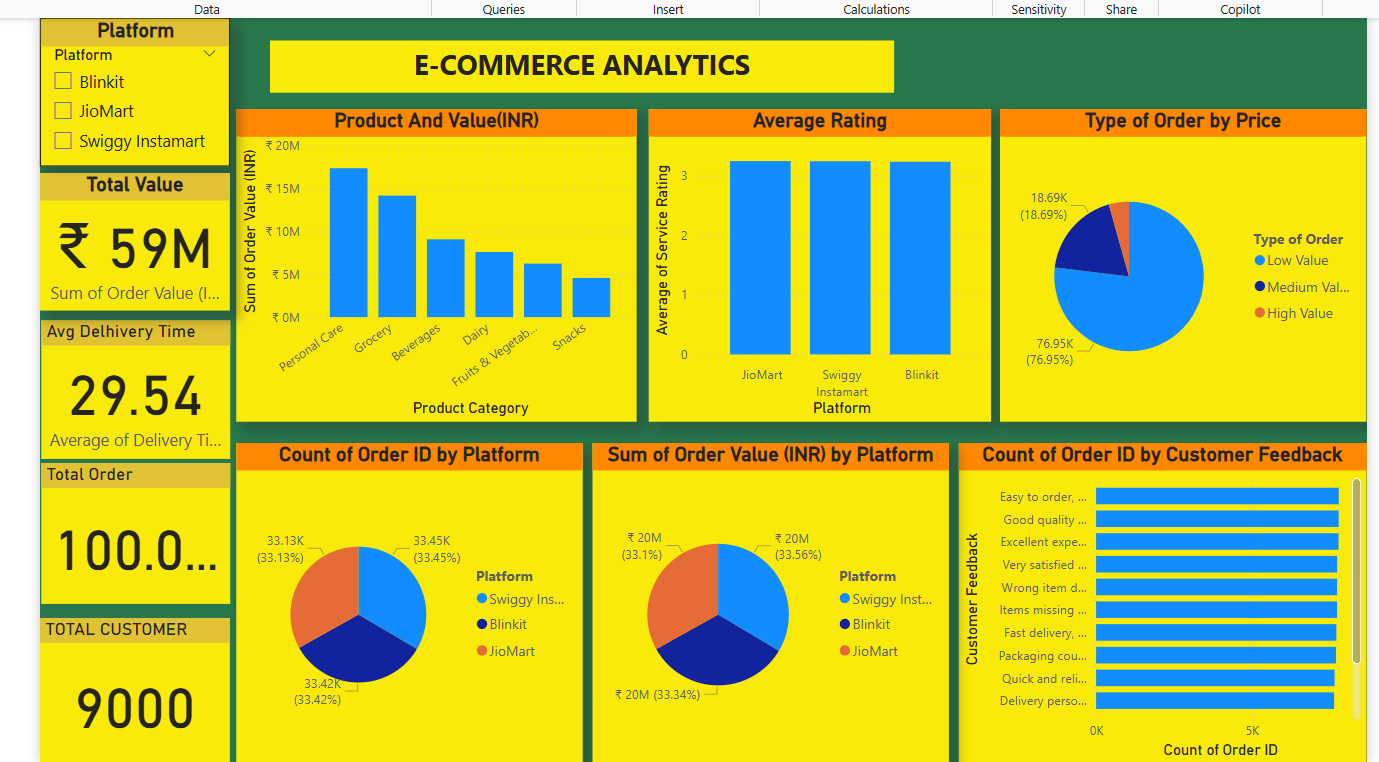 Data Queries Insert Calculations Sensitivity Share Copilot
Platform
Platform
Blinkit
JioMart
Swiggy Instamart
Total Value
₹ 59M
Sum of Order Value (I...
Avg Delhivery Time
29.54
Average of Delivery Ti...
Total Order
100.0...
TOTAL CUSTOMER
9000
E-COMMERCE ANALYTICS
Product And Value(INR)
Sum of Order Value (INR)
₹ 20M
₹ 15M
₹ 10M
₹ 5M
₹ 0M
Personal Care
Grocery
Beverages
Dairy
Fruits & Vegetab...
Snacks
Product Category
Average Rating
Average of Service Rating
3
2
1
0
JioMart
Swiggy
Instamart
Blinkit
Platform
Type of Order by Price
18.69K
(18.69%)
76.95K
(76.95%)
Type of Order
Low Value
Medium Val...
High Value
Count of Order ID by Platform
33.13K
(33.13%)
33.45K
(33.45%)
33.42K
(33.42%)
Platform
Swiggy Ins...
Blinkit
JioMart
Sum of Order Value (INR) by Platform
₹ 20M
(33.1%)
₹ 20M
(33.56%)
₹ 20M (33.34%)
Platform
Swiggy Inst...
Blinkit
JioMart
Count of Order ID by Customer Feedback
Customer Feedback
Easy to order, ...
Good quality ...
Excellent expe...
Very satisfied ...
Wrong item d...
Items missing ...
Fast delivery, ...
Packaging cou...
Quick and reli...
Delivery perso...
0K 5K
Count of Order ID